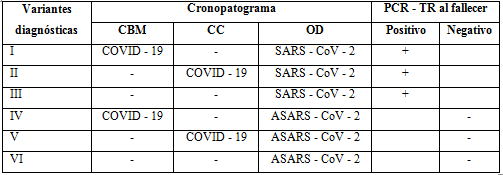 Variantes diagnósticas Cronopatograma PCR - TR al fallecer
CBM CC OD Positivo Negativo
I COVID - 19 - SARS - CoV - 2 +
II - COVID - 19 SARS - CoV - 2 +
III - - SARS - CoV - 2 +
IV COVID - 19 - ASARS - CoV - 2 -
V - COVID - 19 ASARS - CoV - 2 -
VI - - ASARS - CoV - 2 -